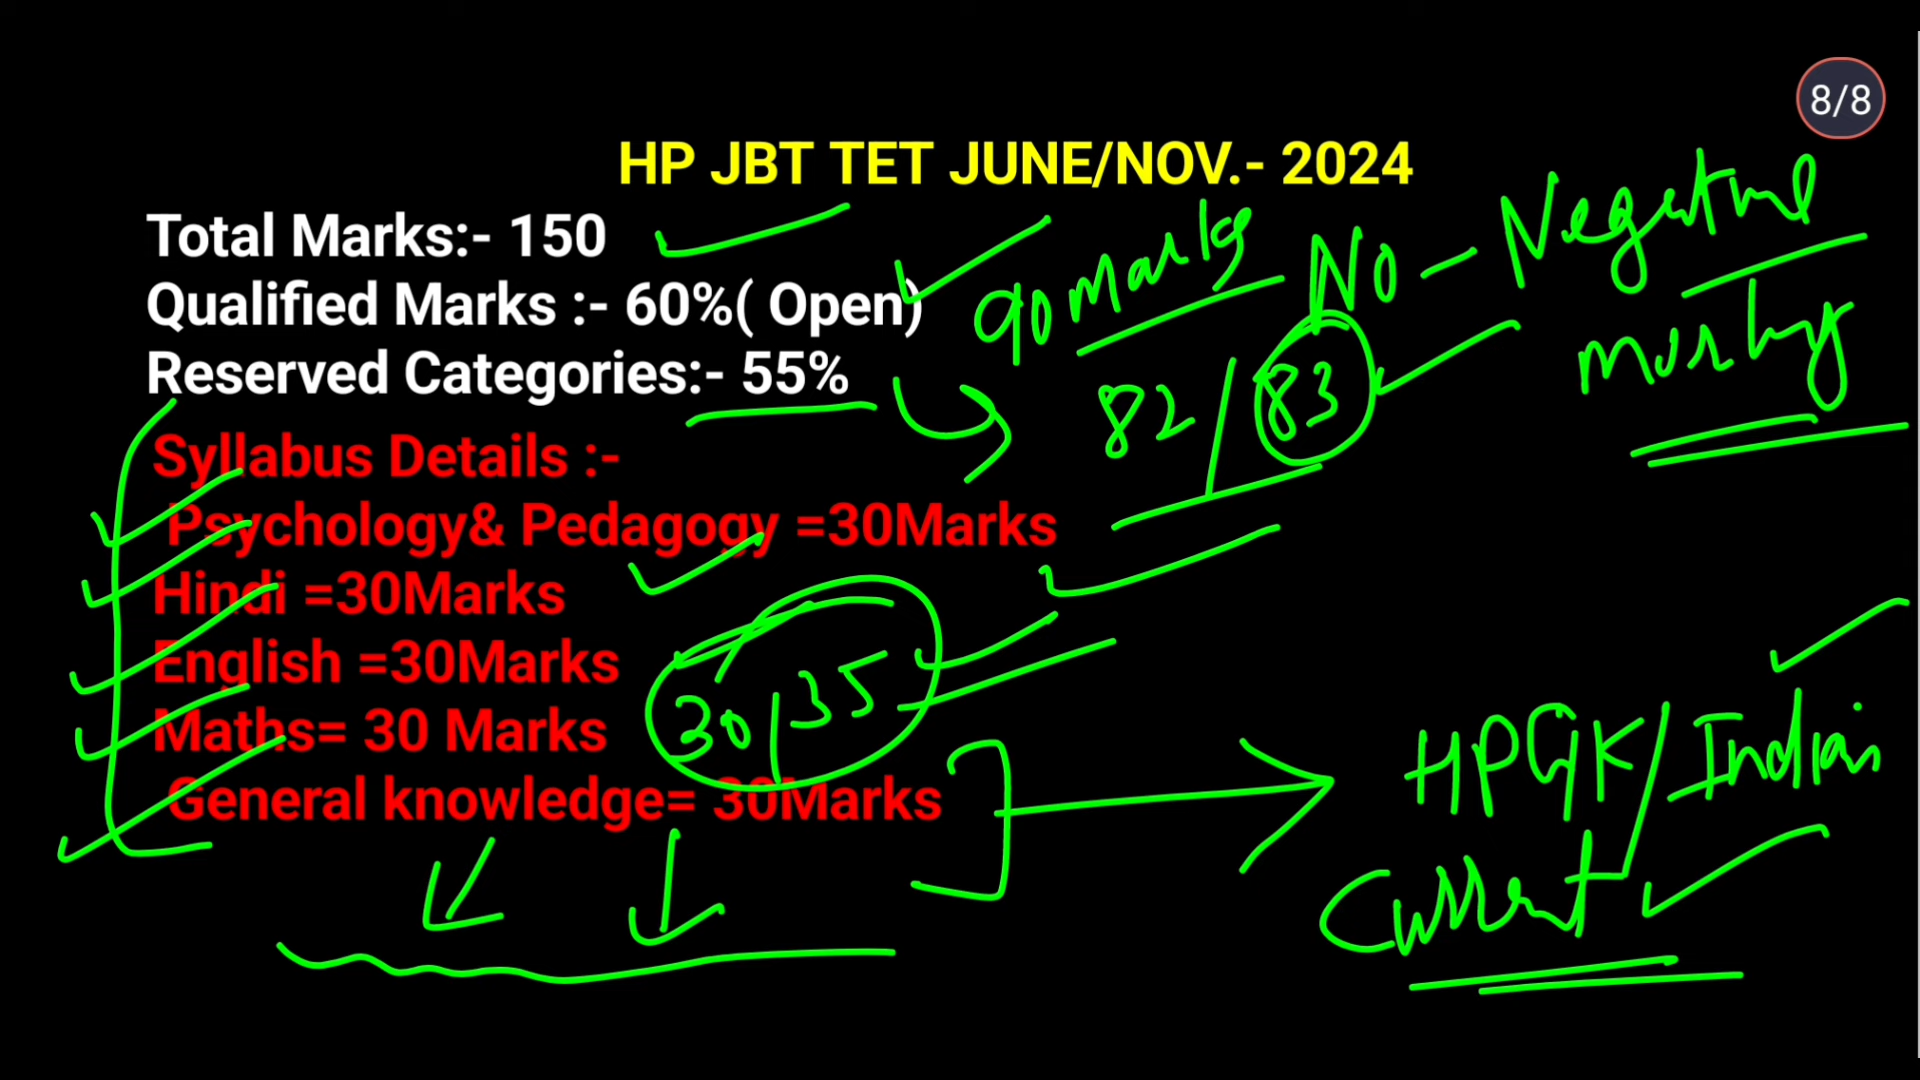 8/8
HP JBT TET JUNE/NOV.- 2024
Total Marks:- 150
Qualified Marks :- 60%( Open)
90 Marks
NO - Negative
marking
Reserved Categories:- 55%
82/83
Syllabus Details :-
Psychology& Pedagogy =30Marks
Hindi =30Marks
English =30Marks
30/35
Maths= 30 Marks
General knowledge= 30Marks
HPGK/Indian
Current